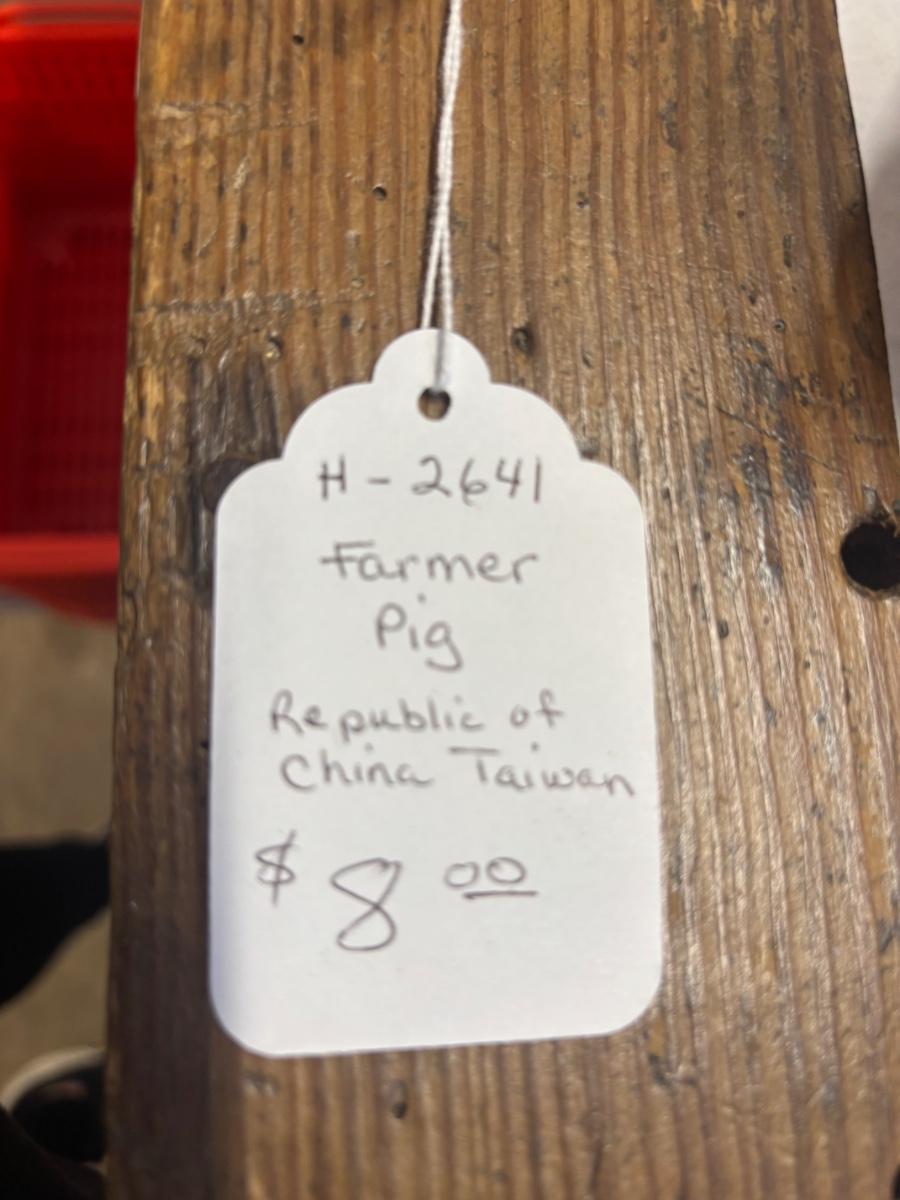 H-2641
Farmer
Pig
Republic of
China Taiwan
$ 8 00